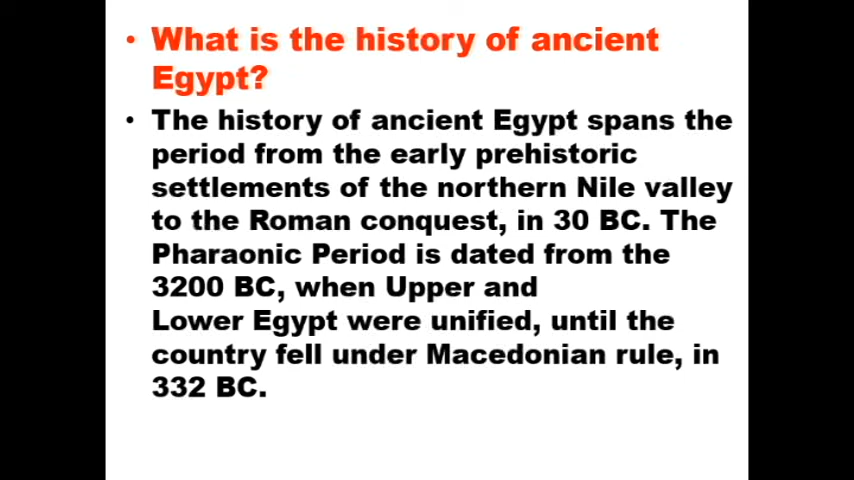 • What is the history of ancient
Egypt?
• The history of ancient Egypt spans the
period from the early prehistoric
settlements of the northern Nile valley
to the Roman conquest, in 30 BC. The
Pharaonic Period is dated from the
3200 BC, when Upper and
Lower Egypt were unified, until the
country fell under Macedonian rule, in
332 BC.